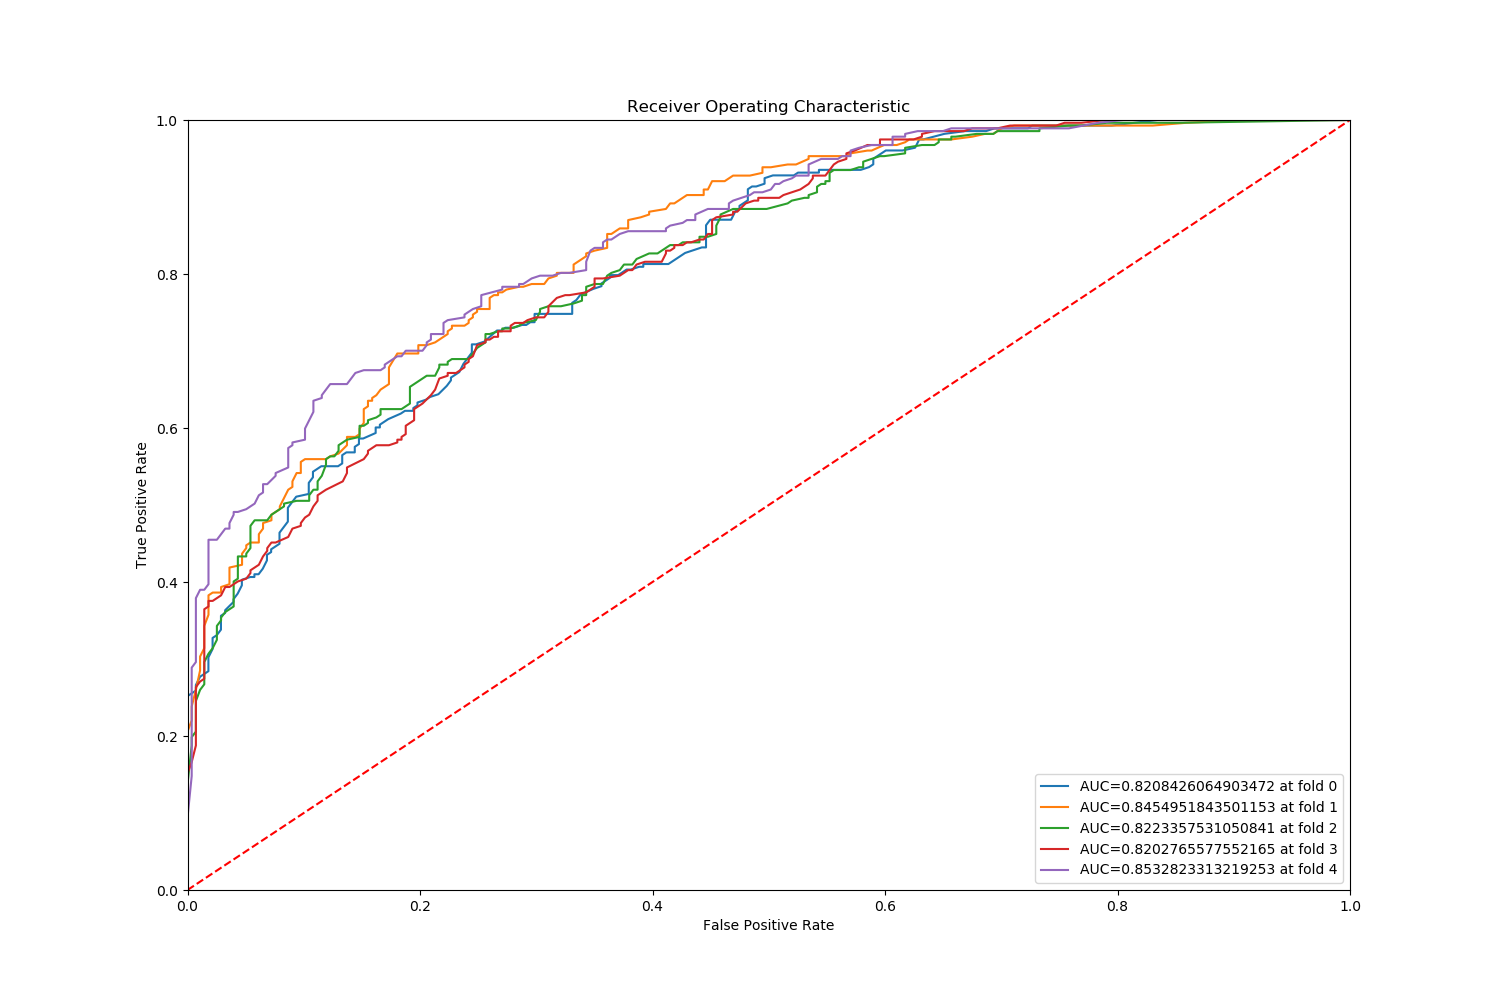 Receiver Operating Characteristic
1.0
0.8
0.6
0.4
0.2
0.0
True Positive Rate
AUC=0.8208426064903472 at fold 0
AUC=0.8454951843501153 at fold 1
AUC=0.8223357531050841 at fold 2
AUC=0.8202765577552165 at fold 3
AUC=0.8532823313219253 at fold 4
0.0 0.2 0.4 0.6 0.8 1.0
False Positive Rate